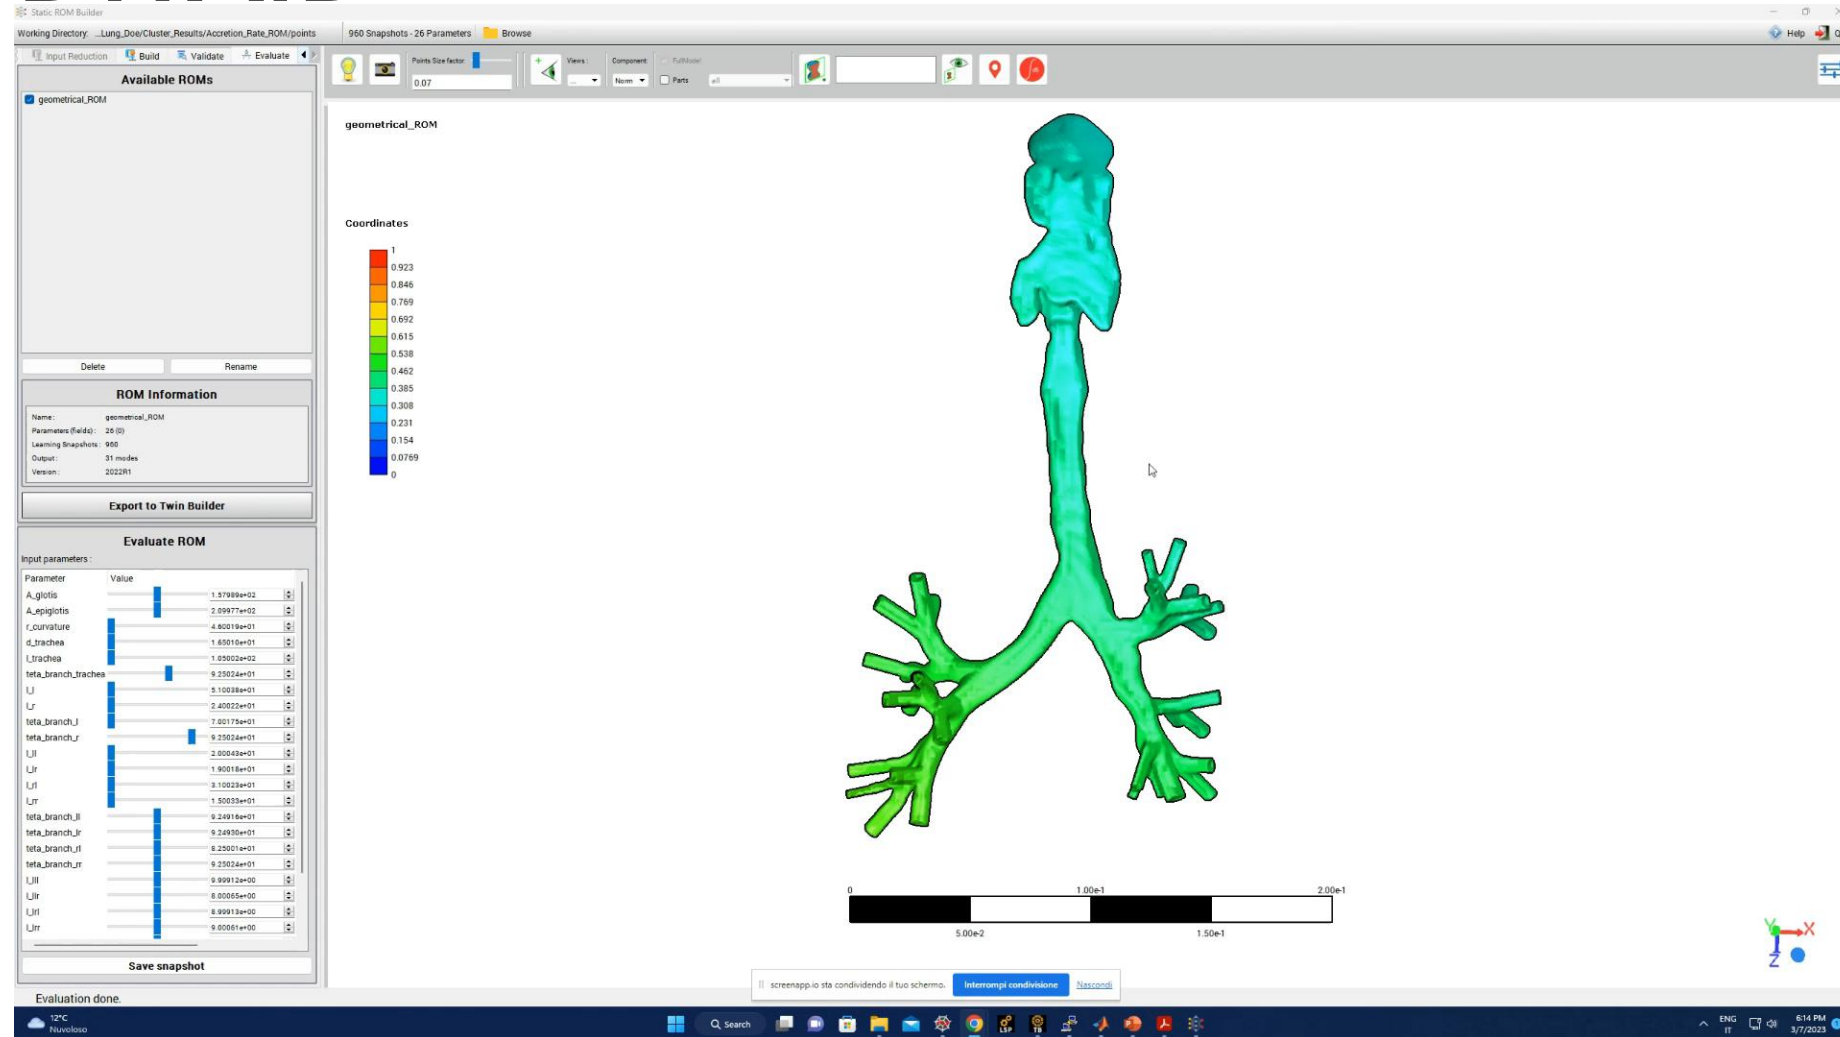 Static ROM Builder
Working Directory: ...Lung_Doe/Cluster_Results/Accretion_Rate_ROM/points 960 Snapshots - 26 Parameters Browse Help
Input Reduction Build Validate Evaluate
Points Size factor Views: Component: FullModel
0.07 ... Norm Parts all
Available ROMs
geometrical_ROM
Delete Rename
ROM Information
Name: geometrical_ROM
Parameters (fields): 26 (0)
Learning Snapshots: 960
Output: 31 modes
Version: 2022R1
Export to Twin Builder
Evaluate ROM
Input parameters:
Parameter Value
A_glotis 1.57989e+02
A_epiglotis 2.09977e+02
r_curvature 4.60019e+01
d_trachea 1.65010e+01
l_trachea 1.05002e+02
teta_branch_trachea 9.25024e+01
l_l 5.10038e+01
l_r 2.40022e+01
teta_branch_l 7.00175e+01
teta_branch_r 9.25024e+01
l_ll 2.00043e+01
l_lr 1.90018e+01
l_rl 3.10023e+01
l_rr 1.50033e+01
teta_branch_ll 9.24916e+01
teta_branch_lr 9.24930e+01
teta_branch_rl 8.25001e+01
teta_branch_rr 9.25024e+01
l_lll 9.99912e+00
l_llr 8.00065e+00
l_lrl 8.99913e+00
l_lrr 9.00061e+00
Save snapshot
Evaluation done.
geometrical_ROM
Coordinates
1
0.923
0.846
0.769
0.692
0.615
0.538
0.462
0.385
0.308
0.231
0.154
0.0769
0
0 1.00e-1 2.00e-1
5.00e-2 1.50e-1
Y X
Z
screenapp.io sta condividendo il tuo schermo. Interrompi condivisione Nascondi
12°C
Nuvoloso
Search
LSP TB
ENG
IT
6:14 PM
3/7/2023